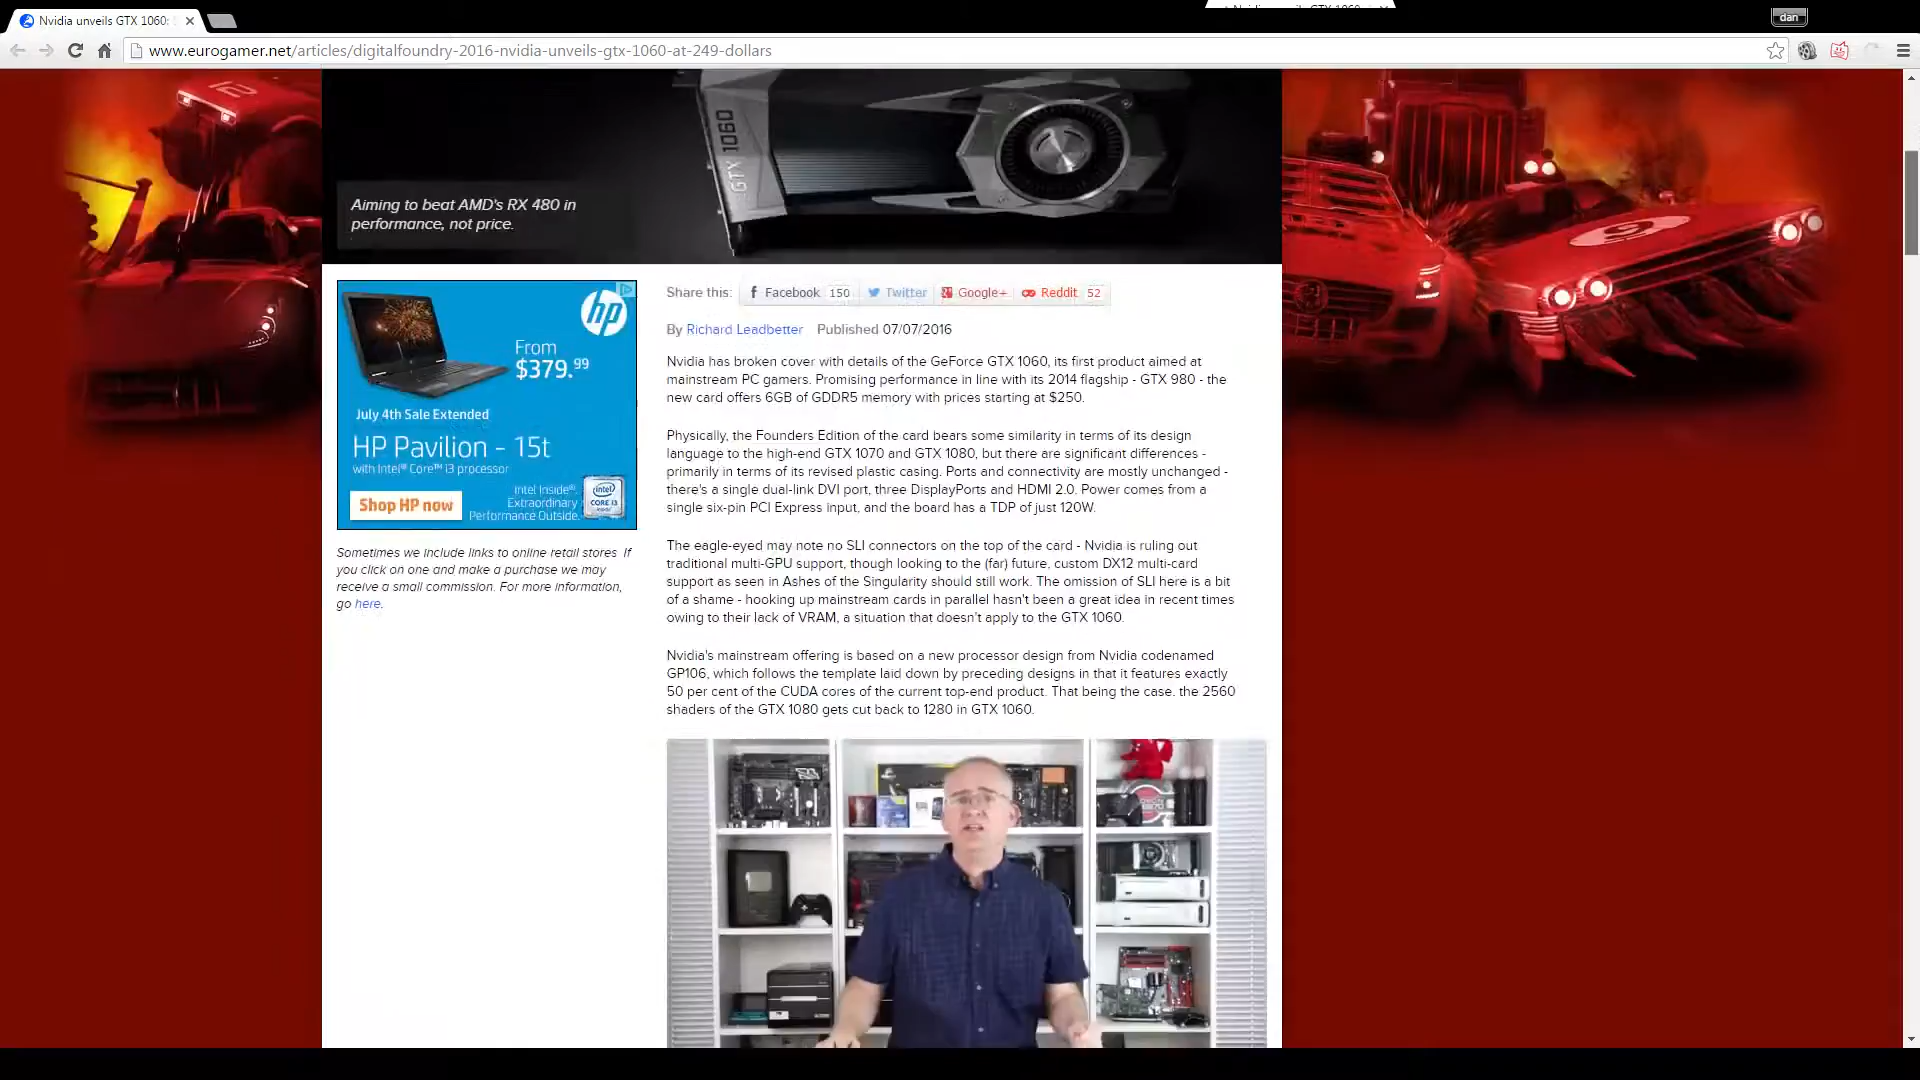 Nvidia unveils GTX 1060:
dan
www.eurogamer.net/articles/digitalfoundry-2016-nvidia-unveils-gtx-1060-at-249-dollars
GTX 1060
Aiming to beat AMD's RX 480 in
performance, not price.
hp
From
$379.99
July 4th Sale Extended
HP Pavilion - 15t
with Intel® Core™ i3 processor
Shop HP now
Intel Inside®.
Extraordinary
Performance Outside.
intel
CORE i3
inside
Sometimes we include links to online retail stores. If
you click on one and make a purchase we may
receive a small commission. For more information,
go here.
Share this: Facebook 150 Twitter Google+ Reddit 52
By Richard Leadbetter Published 07/07/2016
Nvidia has broken cover with details of the GeForce GTX 1060, its first product aimed at
mainstream PC gamers. Promising performance in line with its 2014 flagship - GTX 980 - the
new card offers 6GB of GDDR5 memory with prices starting at $250.
Physically, the Founders Edition of the card bears some similarity in terms of its design
language to the high-end GTX 1070 and GTX 1080, but there are significant differences -
primarily in terms of its revised plastic casing. Ports and connectivity are mostly unchanged -
there's a single dual-link DVI port, three DisplayPorts and HDMI 2.0. Power comes from a
single six-pin PCI Express input, and the board has a TDP of just 120W.
The eagle-eyed may note no SLI connectors on the top of the card - Nvidia is ruling out
traditional multi-GPU support, though looking to the (far) future, custom DX12 multi-card
support as seen in Ashes of the Singularity should still work. The omission of SLI here is a bit
of a shame - hooking up mainstream cards in parallel hasn't been a great idea in recent times
owing to their lack of VRAM, a situation that doesn't apply to the GTX 1060.
Nvidia's mainstream offering is based on a new processor design from Nvidia codenamed
GP106, which follows the template laid down by preceding designs in that it features exactly
50 per cent of the CUDA cores of the current top-end product. That being the case. the 2560
shaders of the GTX 1080 gets cut back to 1280 in GTX 1060.